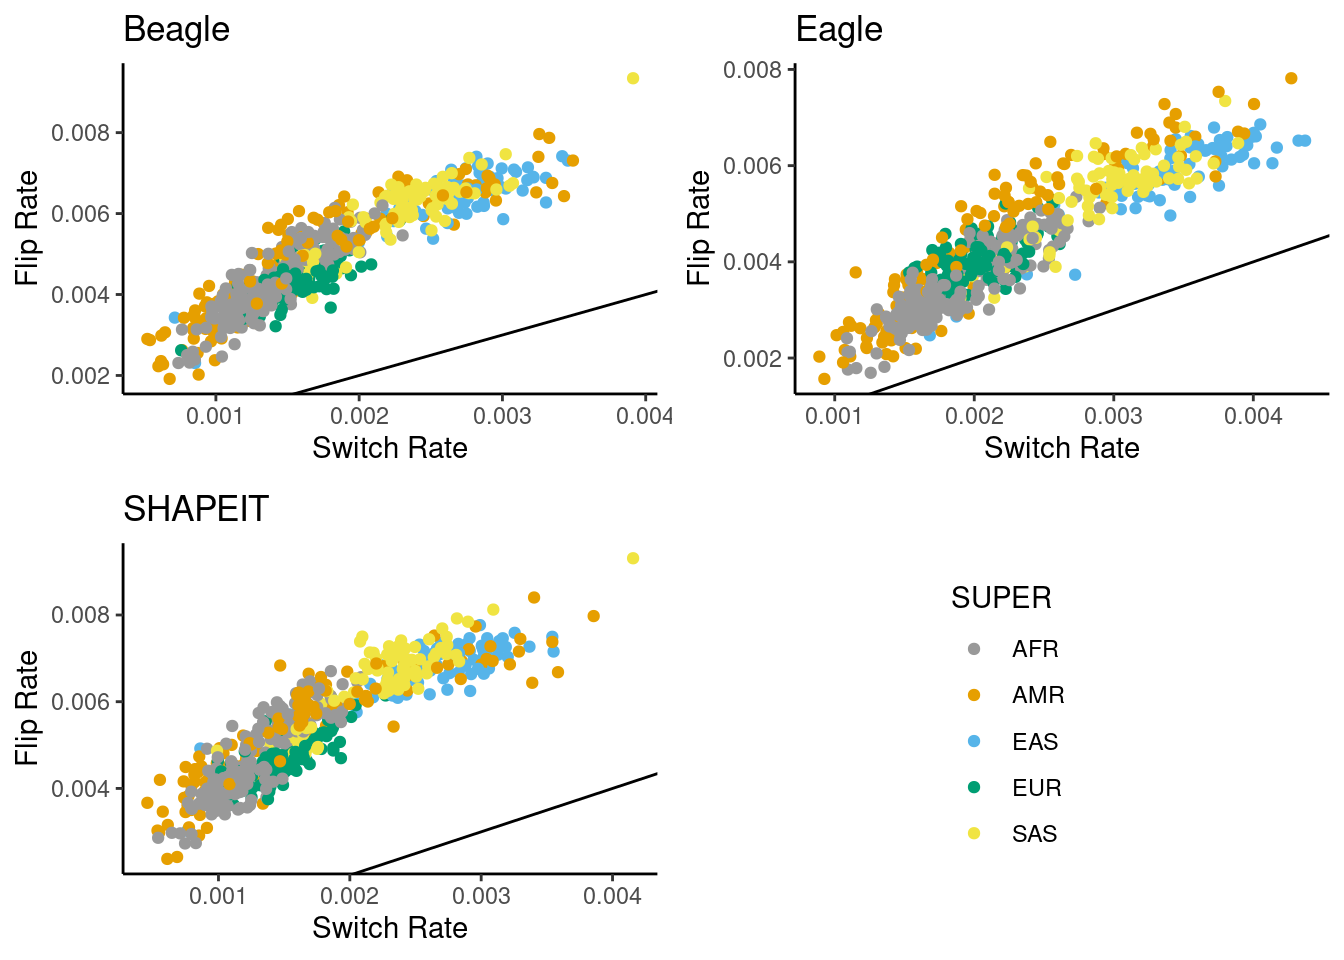 Beagle
Flip Rate
0.008
0.006
0.004
0.002
0.001 0.002 0.003 0.004
Switch Rate
Eagle
Flip Rate
0.008
0.006
0.004
0.002
0.001 0.002 0.003 0.004
Switch Rate
SHAPEIT
Flip Rate
0.008
0.006
0.004
0.001 0.002 0.003 0.004
Switch Rate
SUPER
AFR
AMR
EAS
EUR
SAS